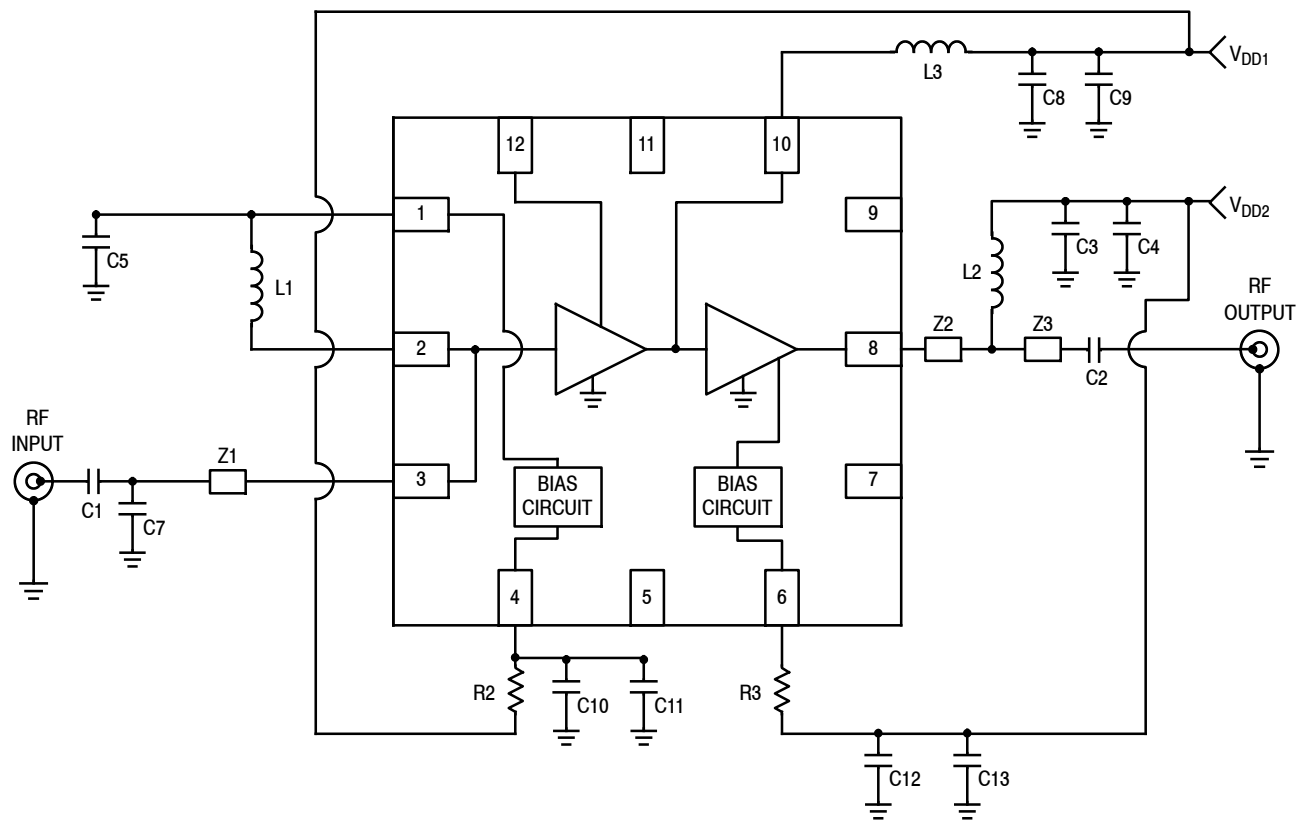 V_DD1
L3
C8
C9
12
11
10
1
9
V_DD2
C5
L1
C3
C4
L2
RF
OUTPUT
2
8
Z2
Z3
C2
RF
INPUT
Z1
3
7
C1
C7
BIAS
CIRCUIT
BIAS
CIRCUIT
4
5
6
R2
C10
C11
R3
C12
C13